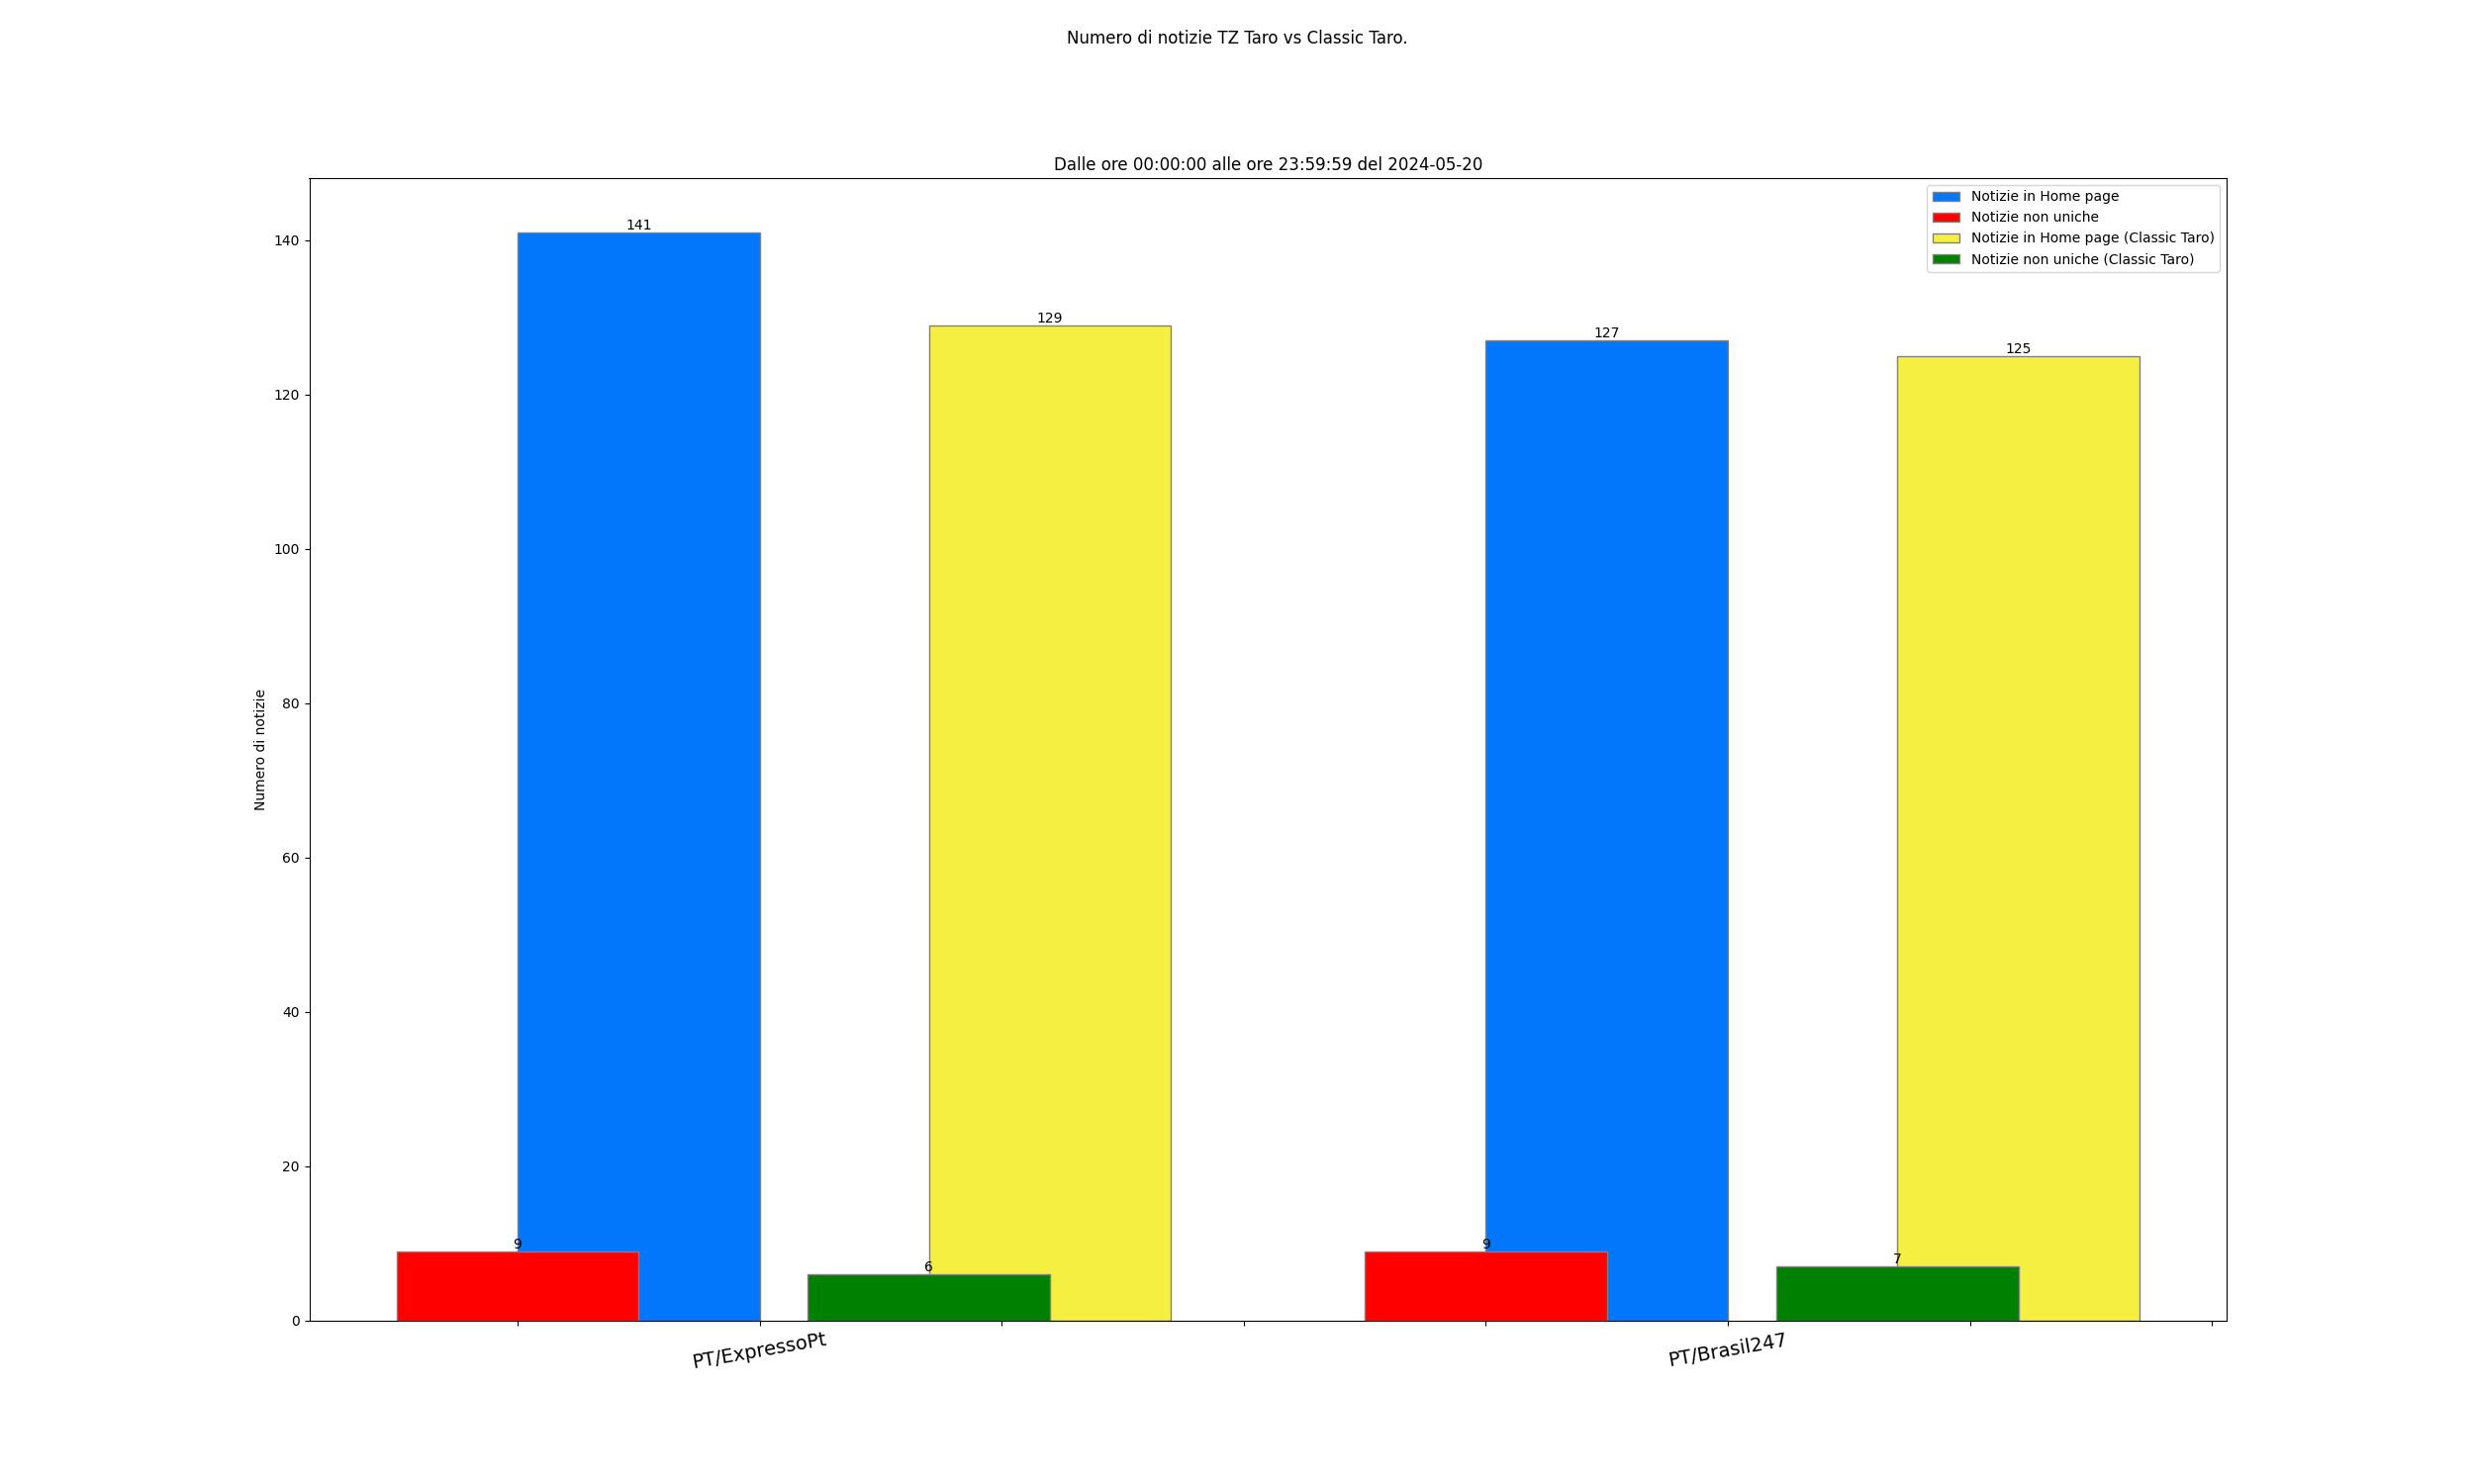 Numero di notizie TZ Taro vs Classic Taro.
Dalle ore 00:00:00 alle ore 23:59:59 del 2024-05-20
Notizie in Home page
Notizie non uniche
Notizie in Home page (Classic Taro)
Notizie non uniche (Classic Taro)
Numero di notizie
140
120
100
80
60
40
20
0
141
129
127
125
9
6
9
7
PT/ExpressoPt
PT/Brasil247